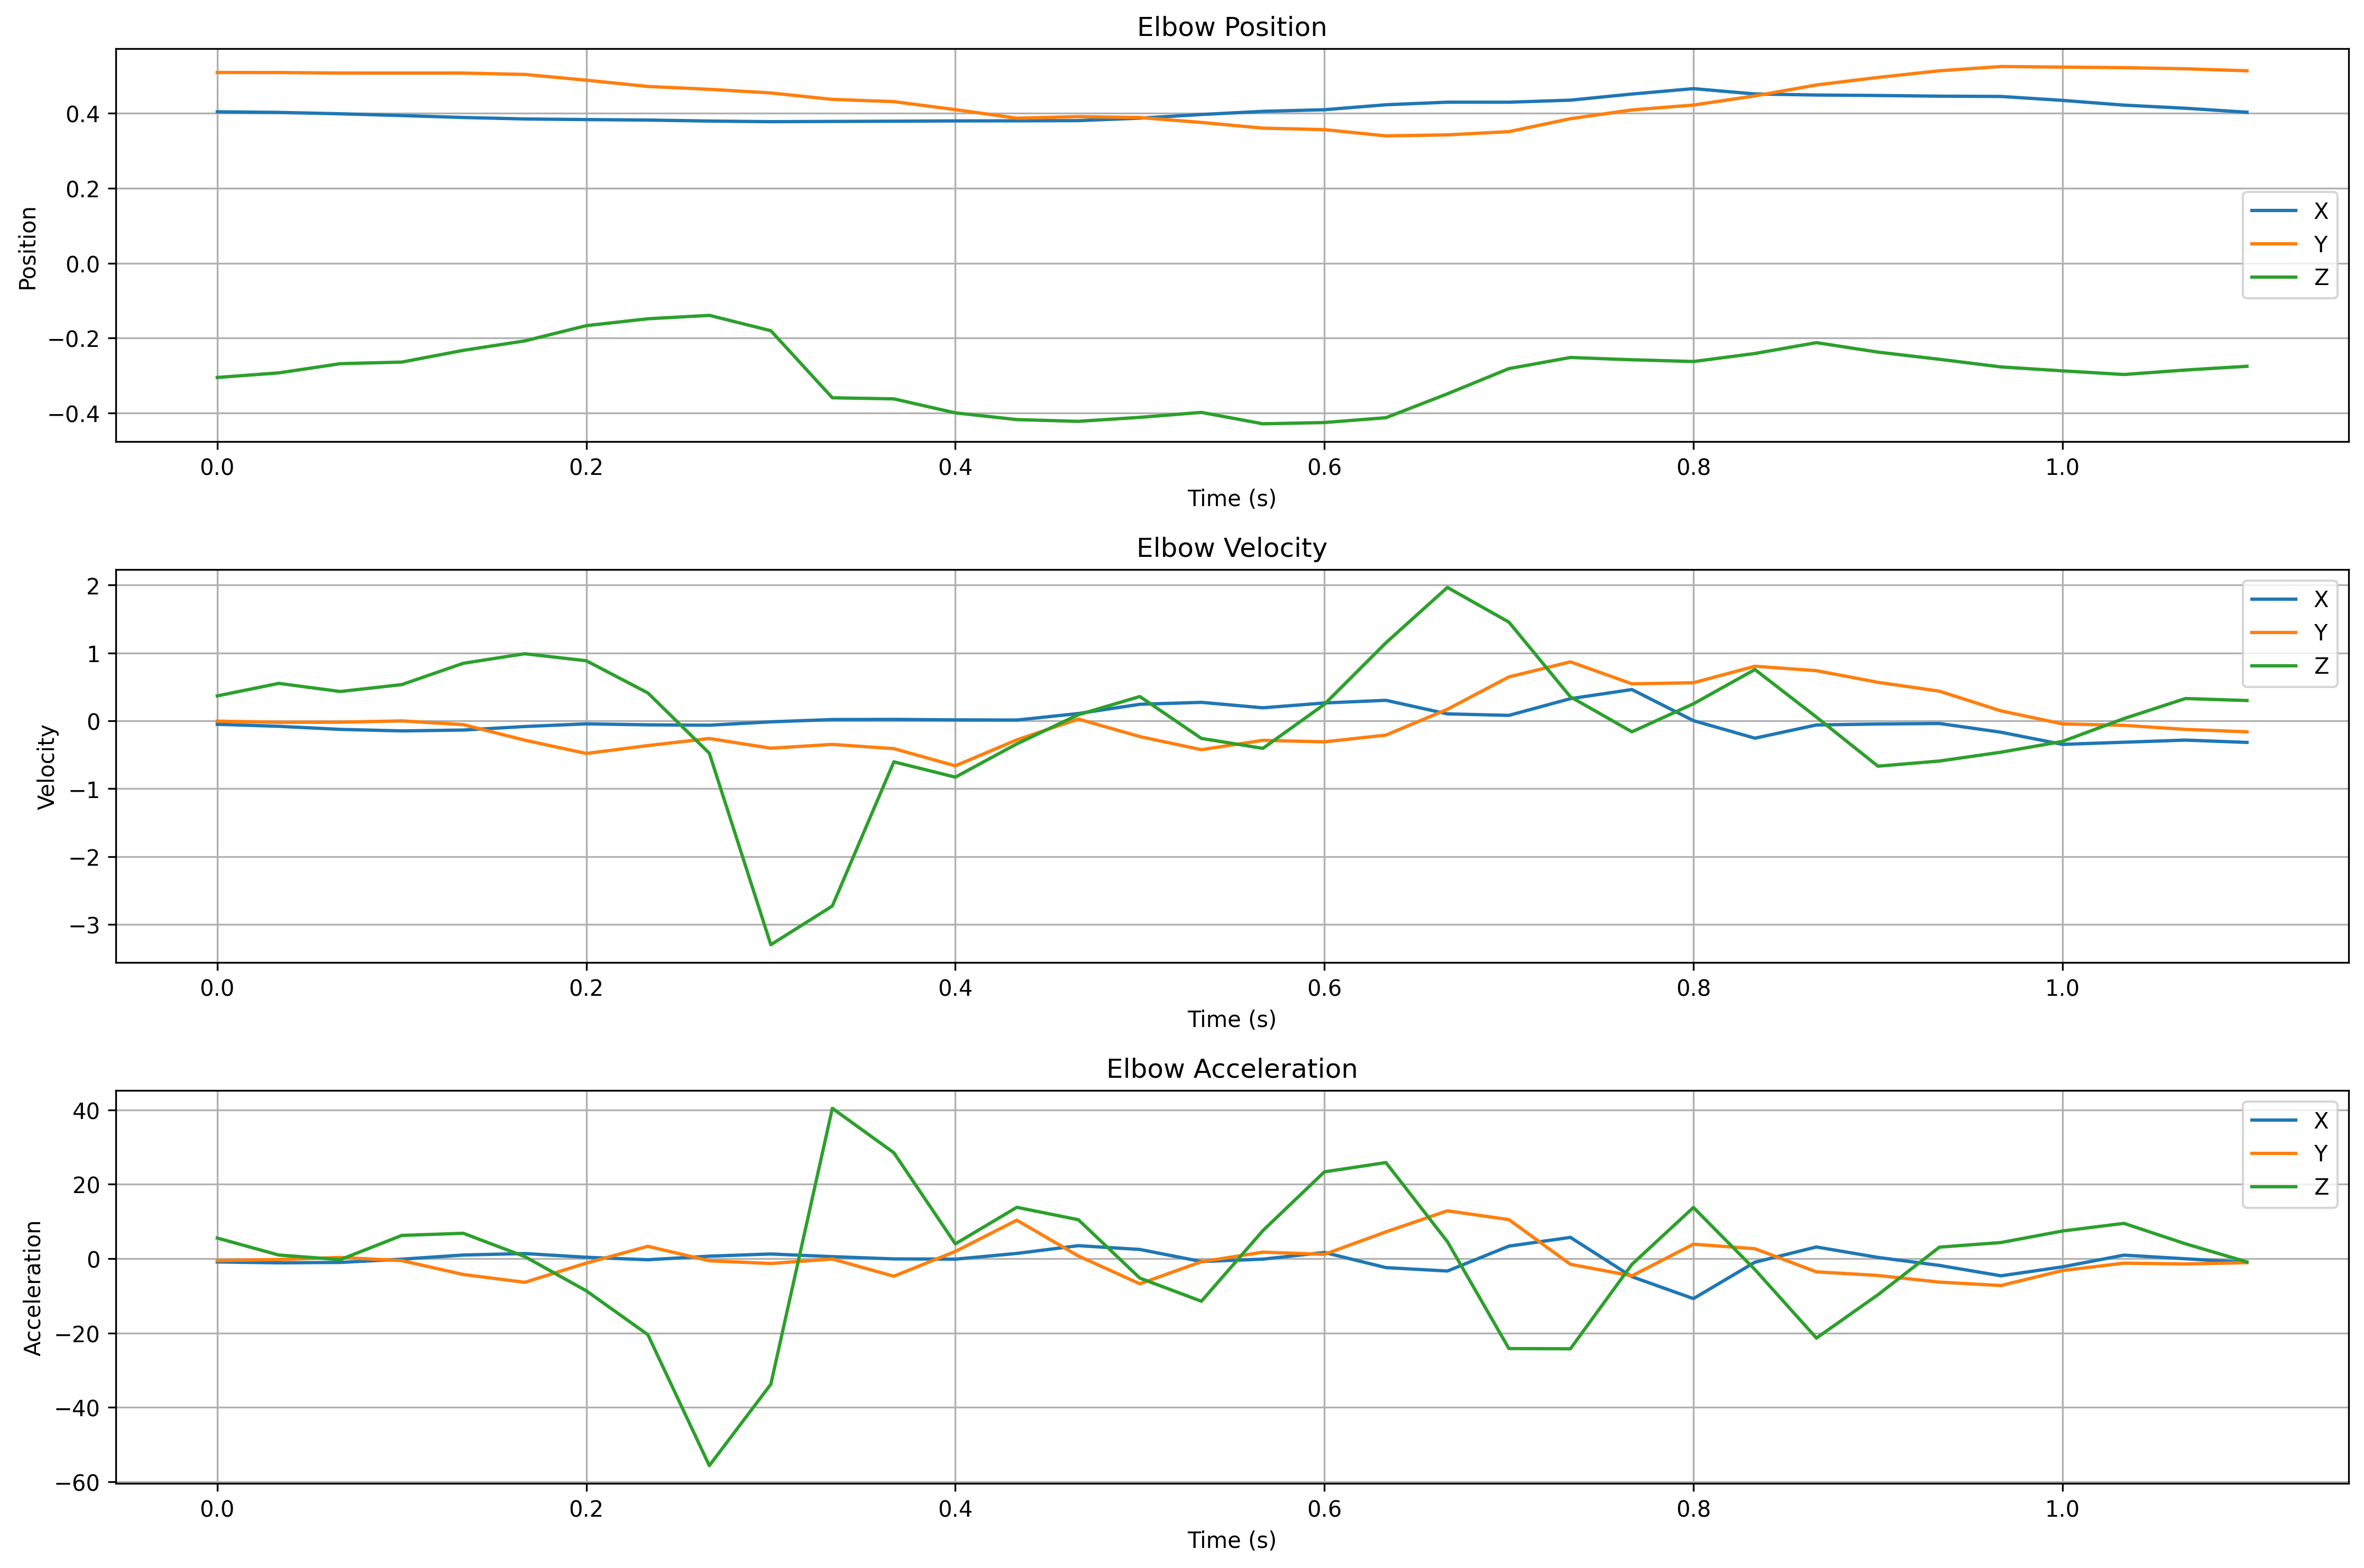 Elbow Position
Position
0.4
0.2
0.0
−0.2
−0.4
X
Y
Z
0.0 0.2 0.4 0.6 0.8 1.0
Time (s)
Elbow Velocity
Velocity
2
1
0
−1
−2
−3
X
Y
Z
0.0 0.2 0.4 0.6 0.8 1.0
Time (s)
Elbow Acceleration
Acceleration
40
20
0
−20
−40
−60
X
Y
Z
0.0 0.2 0.4 0.6 0.8 1.0
Time (s)